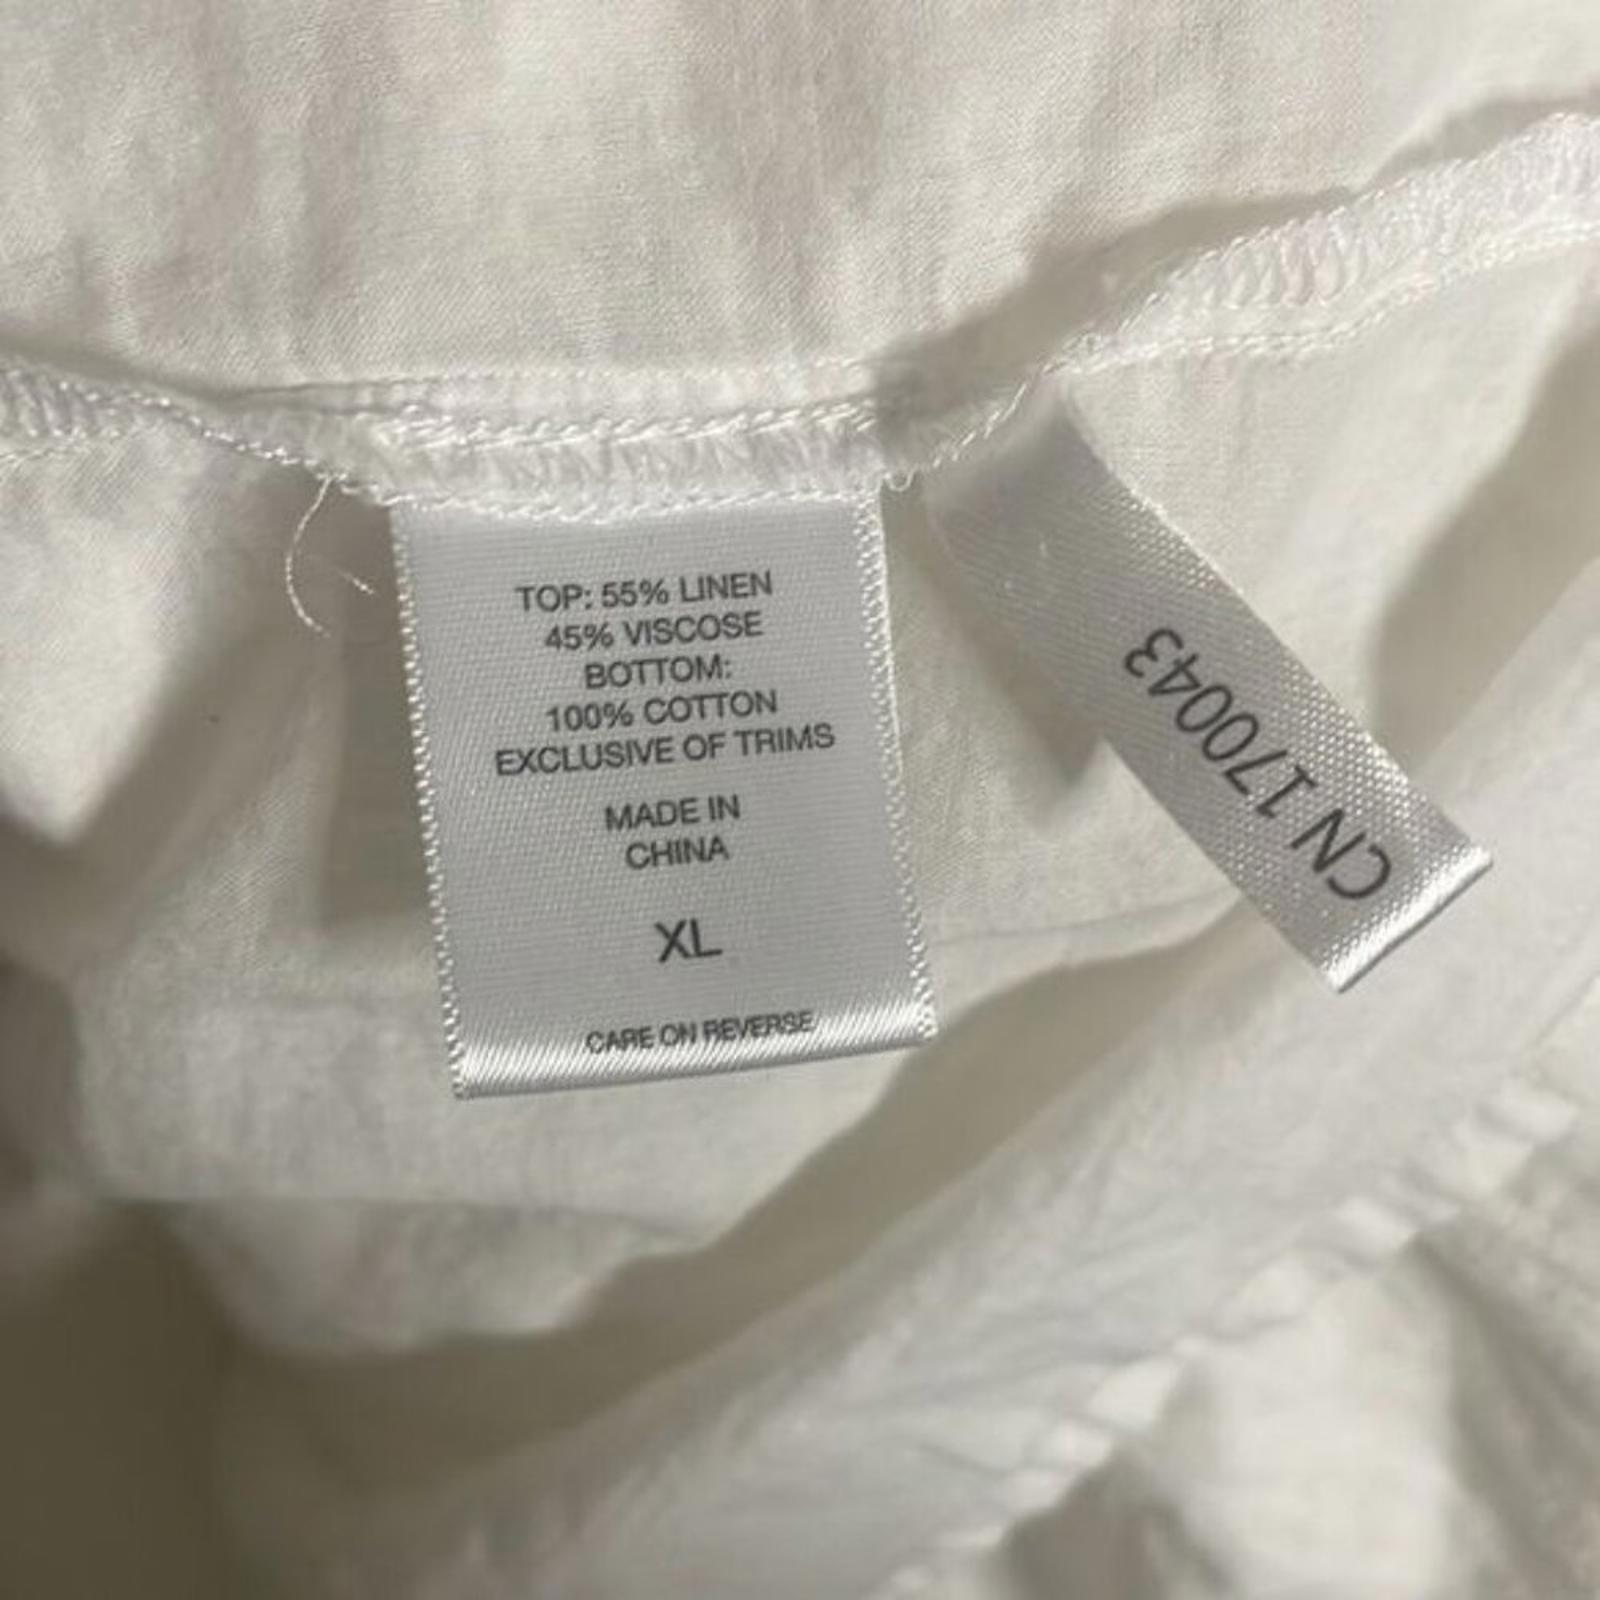 TOP: 55% LINEN
45% VISCOSE
BOTTOM:
100% COTTON
EXCLUSIVE OF TRIMS
MADE IN
CHINA
XL
CARE ON REVERSE
CN 170043